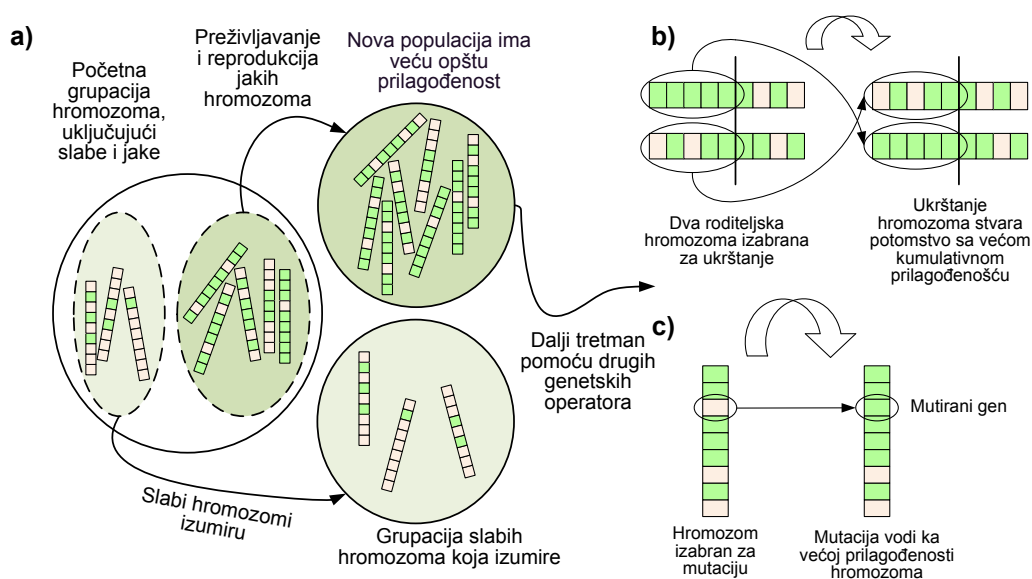 a)
Početna
grupacija
hromozoma,
uključujući
slabe i jake
Preživljavanje
i reprodukcija
jakih
hromozoma
Nova populacija ima
veću opštu
prilagođenost
Slabi hromozomi
izumiru
Grupacija slabih
hromozoma koja izumire
Dalji tretman
pomoću drugih
genetskih
operatora
b)
Dva roditeljska
hromozoma izabrana
za ukrštanje
Ukrštanje
hromozoma stvara
potomstvo sa većom
kumulativnom
prilagođenošću
c)
Mutirani gen
Hromozom
izabran za
mutaciju
Mutacija vodi ka
većoj prilagođenosti
hromozoma